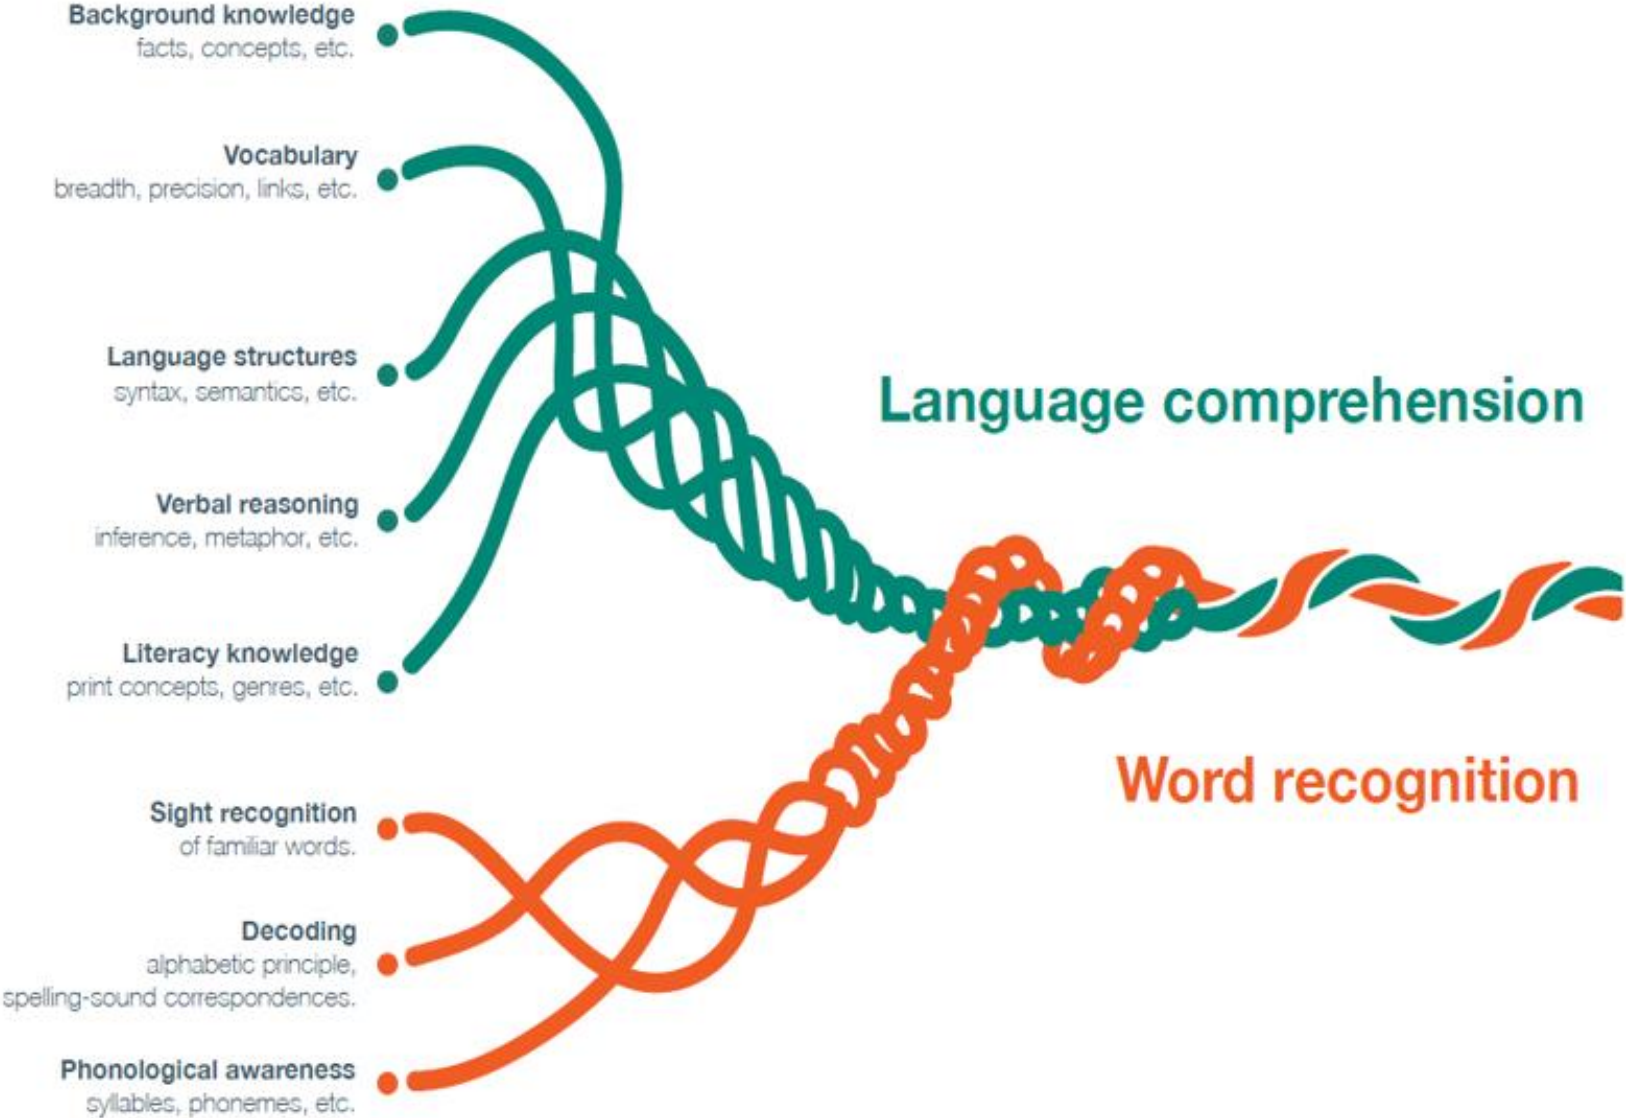 Background knowledge
facts, concepts, etc.
Vocabulary
breadth, precision, links, etc.
Language structures
syntax, semantics, etc.
Verbal reasoning
inference, metaphor, etc.
Literacy knowledge
print concepts, genres, etc.
Language comprehension
Sight recognition
of familiar words.
Decoding
alphabetic principle,
spelling-sound correspondences.
Phonological awareness
syllables, phonemes, etc.
Word recognition